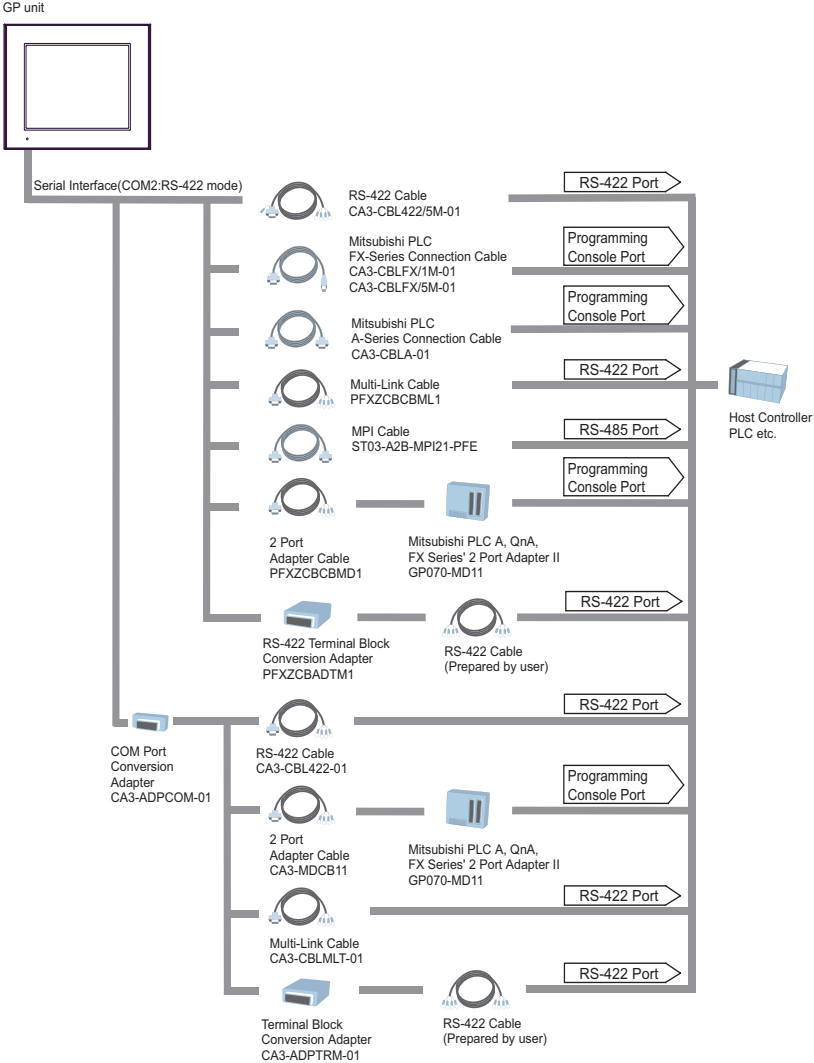 GP unit
Serial Interface(COM2:RS-422 mode)
RS-422 Cable
CA3-CBL422/5M-01
RS-422 Port
Mitsubishi PLC
FX-Series Connection Cable
CA3-CBLFX/1M-01
CA3-CBLFX/5M-01
Programming
Console Port
Mitsubishi PLC
A-Series Connection Cable
CA3-CBLA-01
Programming
Console Port
Multi-Link Cable
PFXZCBCBML1
RS-422 Port
Host Controller
PLC etc.
MPI Cable
ST03-A2B-MPI21-PFE
RS-485 Port
2 Port
Adapter Cable
PFXZCBCBMD1
Mitsubishi PLC A, QnA,
FX Series' 2 Port Adapter II
GP070-MD11
Programming
Console Port
RS-422 Terminal Block
Conversion Adapter
PFXZCBADTM1
RS-422 Cable
(Prepared by user)
RS-422 Port
COM Port
Conversion
Adapter
CA3-ADPCOM-01
RS-422 Cable
CA3-CBL422-01
RS-422 Port
2 Port
Adapter Cable
CA3-MDCB11
Mitsubishi PLC A, QnA,
FX Series' 2 Port Adapter II
GP070-MD11
Programming
Console Port
Multi-Link Cable
CA3-CBLMLT-01
RS-422 Port
Terminal Block
Conversion Adapter
CA3-ADPTRM-01
RS-422 Cable
(Prepared by user)
RS-422 Port